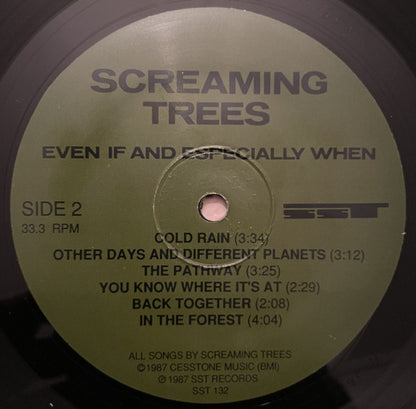 SCREAMING
TREES
EVEN IF AND ESPECIALLY WHEN
SIDE 2
33.3 RPM
SST
COLD RAIN (3:34)
OTHER DAYS AND DIFFERENT PLANETS (3:12)
THE PATHWAY (3:25)
YOU KNOW WHERE IT'S AT (2:29)
BACK TOGETHER (2:08)
IN THE FOREST (4:04)
ALL SONGS BY SCREAMING TREES
©1987 CESSTONE MUSIC (BMI)
℗1987 SST RECORDS
SST 132